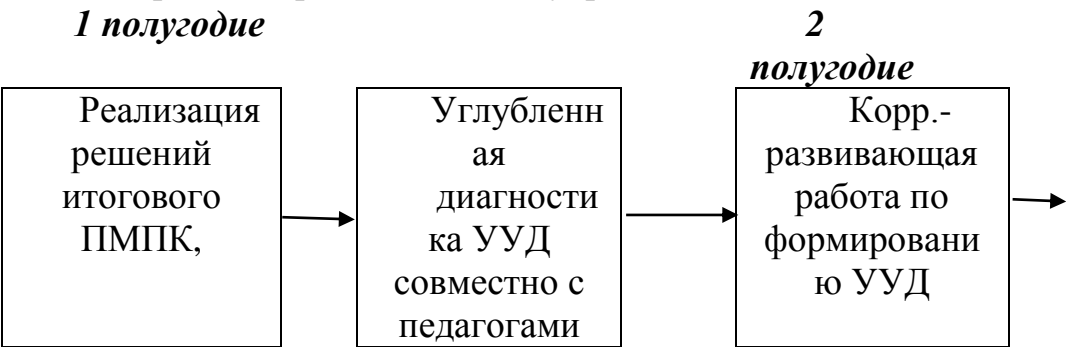 1 полугодие
2
полугодие
Реализация
решений
итогового
ПМПК,
Углубленн
ая
диагности
ка УУД
совместно с
педагогами
Корр.-
развивающая
работа по
формировани
ю УУД